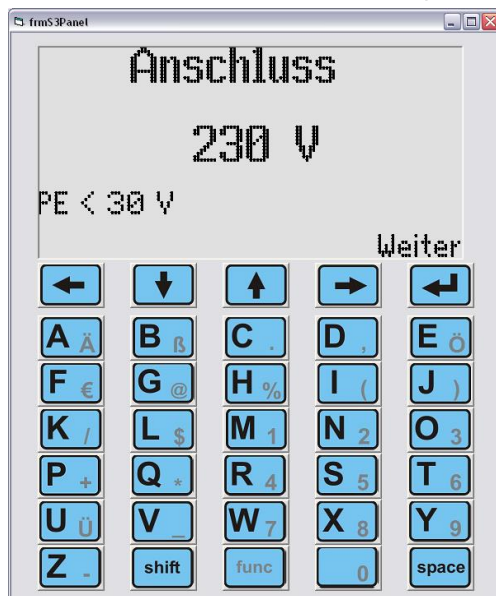 frmS3Panel
Anschluss
230 V
PE < 30 V
Weiter
A Ä B ß C . D , E Ö
F € G @ H % I ( J )
K / L $ M 1 N 2 O 3
P + Q * R 4 S 5 T 6
U Ü V _ W 7 X 8 Y 9
Z - shift func 0 space